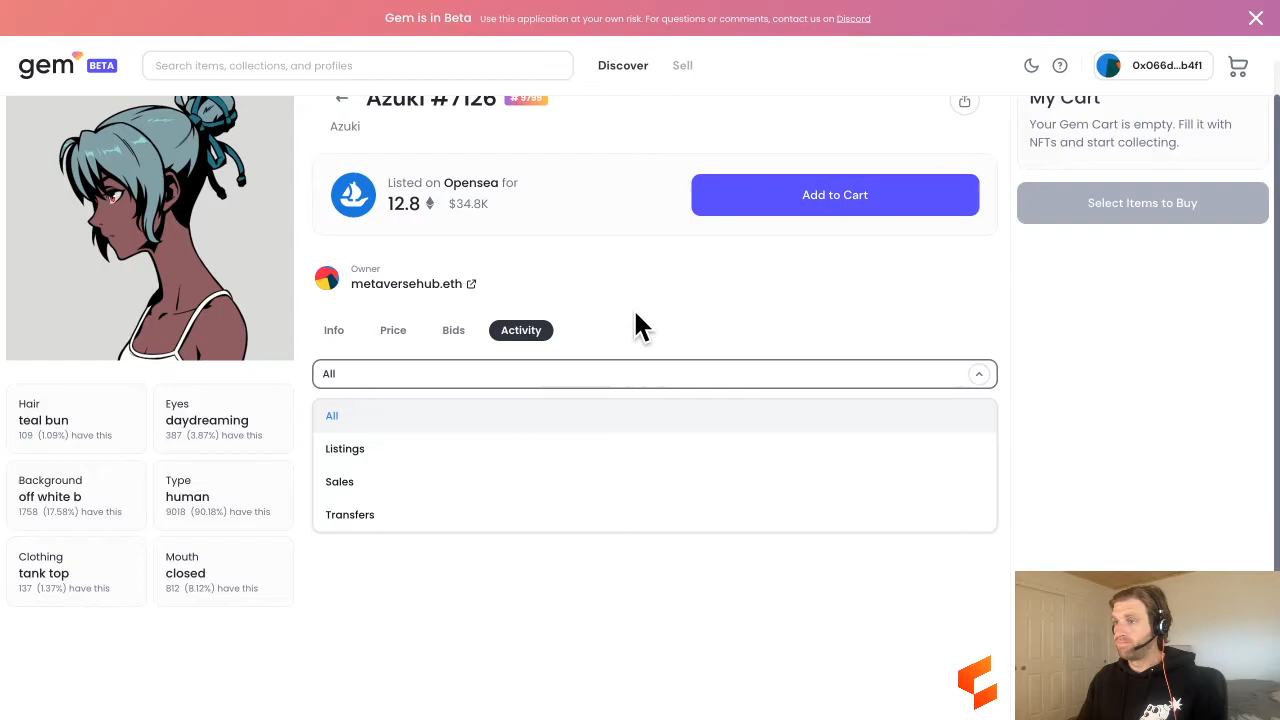 Gem is in Beta Use this application at your own risk. For questions or comments, contact us on Discord
gem BETA
Search items, collections, and profiles
Discover
Sell
0x066d...b4f1
Azuki #7126 # 9799
Azuki
Listed on Opensea for
12.8 $34.8K
Add to Cart
Owner
metaversehub.eth
Info
Price
Bids
Activity
All
All
Listings
Sales
Transfers
Hair
teal bun
109 (1.09%) have this
Eyes
daydreaming
387 (3.87%) have this
Background
off white b
1758 (17.58%) have this
Type
human
9018 (90.18%) have this
Clothing
tank top
137 (1.37%) have this
Mouth
closed
812 (8.12%) have this
My Cart
Your Gem Cart is empty. Fill it with
NFTs and start collecting.
Select Items to Buy